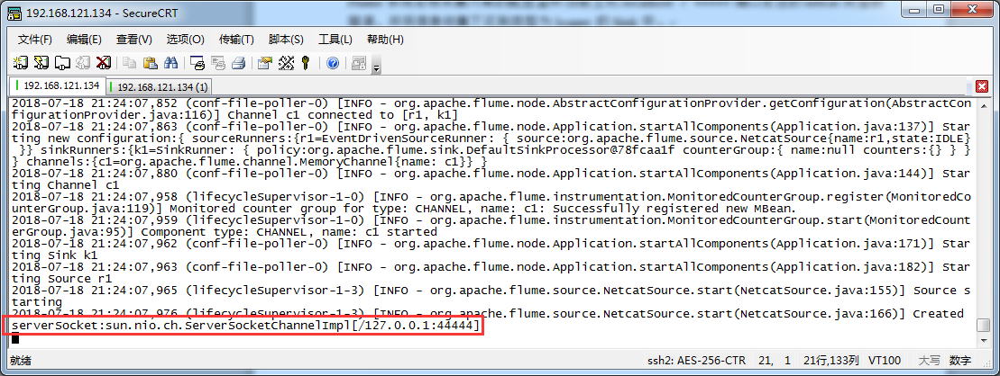 192.168.121.134 - SecureCRT
文件(F) 编辑(E) 查看(V) 选项(O) 传输(T) 脚本(S) 工具(L) 帮助(H)
192.168.121.134 192.168.121.134 (1)
2018-07-18 21:24:07,852 (conf-file-poller-0) [INFO - org.apache.flume.node.AbstractConfigurationProvider.getConfiguration(AbstractCon
figurationProvider.java:116)] Channel c1 connected to [r1, k1]
2018-07-18 21:24:07,863 (conf-file-poller-0) [INFO - org.apache.flume.node.Application.startAllComponents(Application.java:137)] Star
ting new configuration:{ sourceRunners:{r1=EventDrivenSourceRunner: { source:org.apache.flume.source.NetcatSource{name:r1,state:IDLE}
 }} sinkRunners:{k1=SinkRunner: { policy:org.apache.flume.sink.DefaultSinkProcessor@78fcaa1f counterGroup:{ name:null counters:{} } }
} channels:{c1=org.apache.flume.channel.MemoryChannel{name: c1}} }
2018-07-18 21:24:07,880 (conf-file-poller-0) [INFO - org.apache.flume.node.Application.startAllComponents(Application.java:144)] Star
ting Channel c1
2018-07-18 21:24:07,958 (lifecycleSupervisor-1-0) [INFO - org.apache.flume.instrumentation.MonitoredCounterGroup.register(MonitoredCo
unterGroup.java:119)] Monitored counter group for type: CHANNEL, name: c1: Successfully registered new MBean.
2018-07-18 21:24:07,959 (lifecycleSupervisor-1-0) [INFO - org.apache.flume.instrumentation.MonitoredCounterGroup.start(MonitoredCount
erGroup.java:95)] Component type: CHANNEL, name: c1 started
2018-07-18 21:24:07,962 (conf-file-poller-0) [INFO - org.apache.flume.node.Application.startAllComponents(Application.java:171)] Star
ting Sink k1
2018-07-18 21:24:07,963 (conf-file-poller-0) [INFO - org.apache.flume.node.Application.startAllComponents(Application.java:182)] Star
ting Source r1
2018-07-18 21:24:07,965 (lifecycleSupervisor-1-3) [INFO - org.apache.flume.source.NetcatSource.start(NetcatSource.java:155)] Source s
tarting
2018-07-18 21:24:07,976 (lifecycleSupervisor-1-3) [INFO - org.apache.flume.source.NetcatSource.start(NetcatSource.java:166)] Created
serverSocket:sun.nio.ch.ServerSocketChannelImpl[/127.0.0.1:44444]
就绪 ssh2: AES-256-CTR 21, 1 21行,133列 VT100 大写 数字